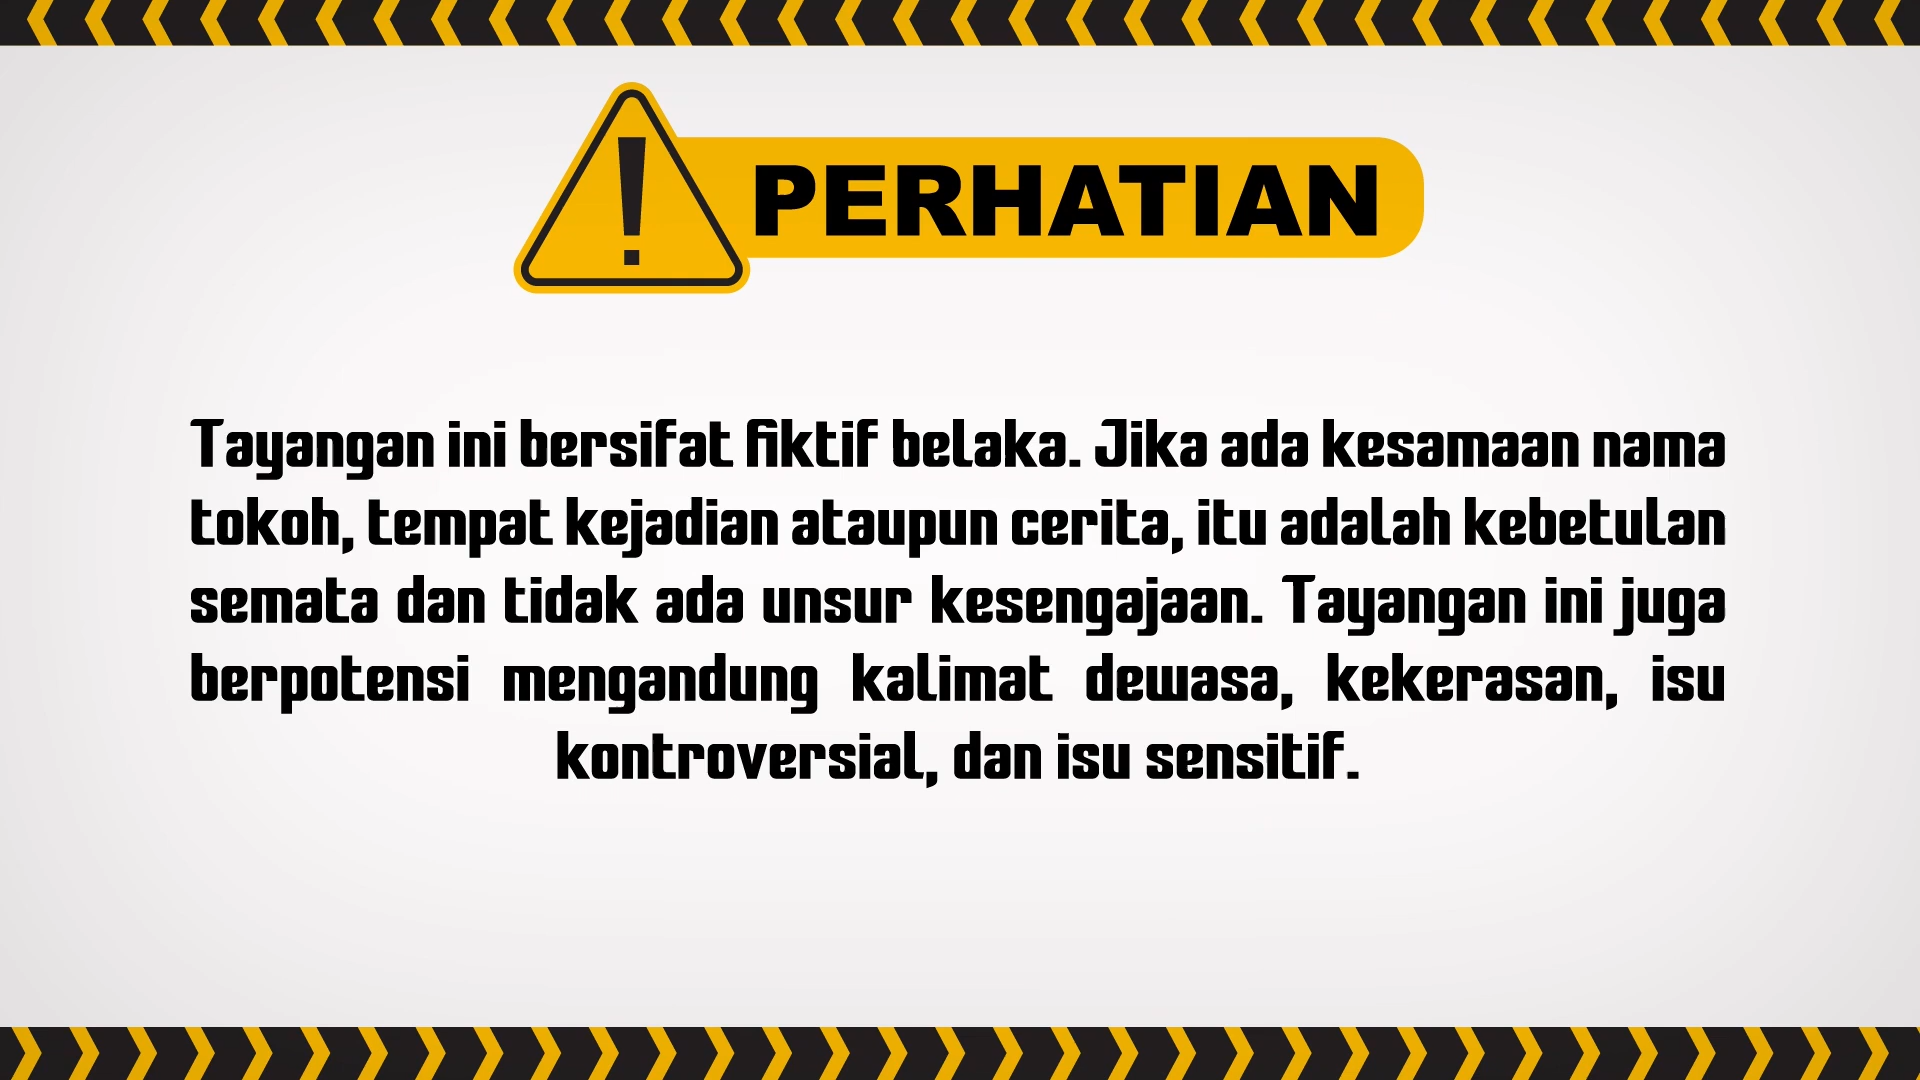 PERHATIAN
Tayangan ini bersifat fiktif belaka. Jika ada kesamaan nama
tokoh, tempat kejadian ataupun cerita, itu adalah kebetulan
semata dan tidak ada unsur kesengajaan. Tayangan ini juga
berpotensi mengandung kalimat dewasa, kekerasan, isu
kontroversial, dan isu sensitif.